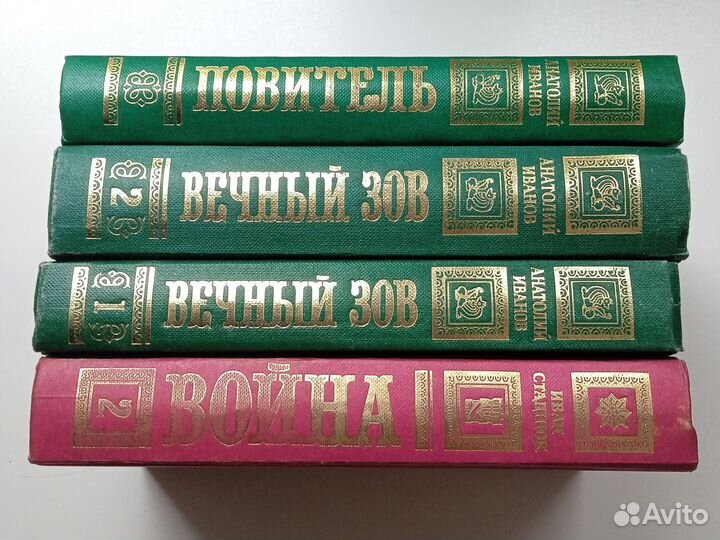 ПОВИТЕЛЬ
АНАТОЛИЙ
ИВАНОВ
2
ВЕЧНЫЙ ЗОВ
АНАТОЛИЙ
ИВАНОВ
1
ВЕЧНЫЙ ЗОВ
АНАТОЛИЙ
ИВАНОВ
2
ВОЙНА
ИВАН
СТАДНЮК
Avito